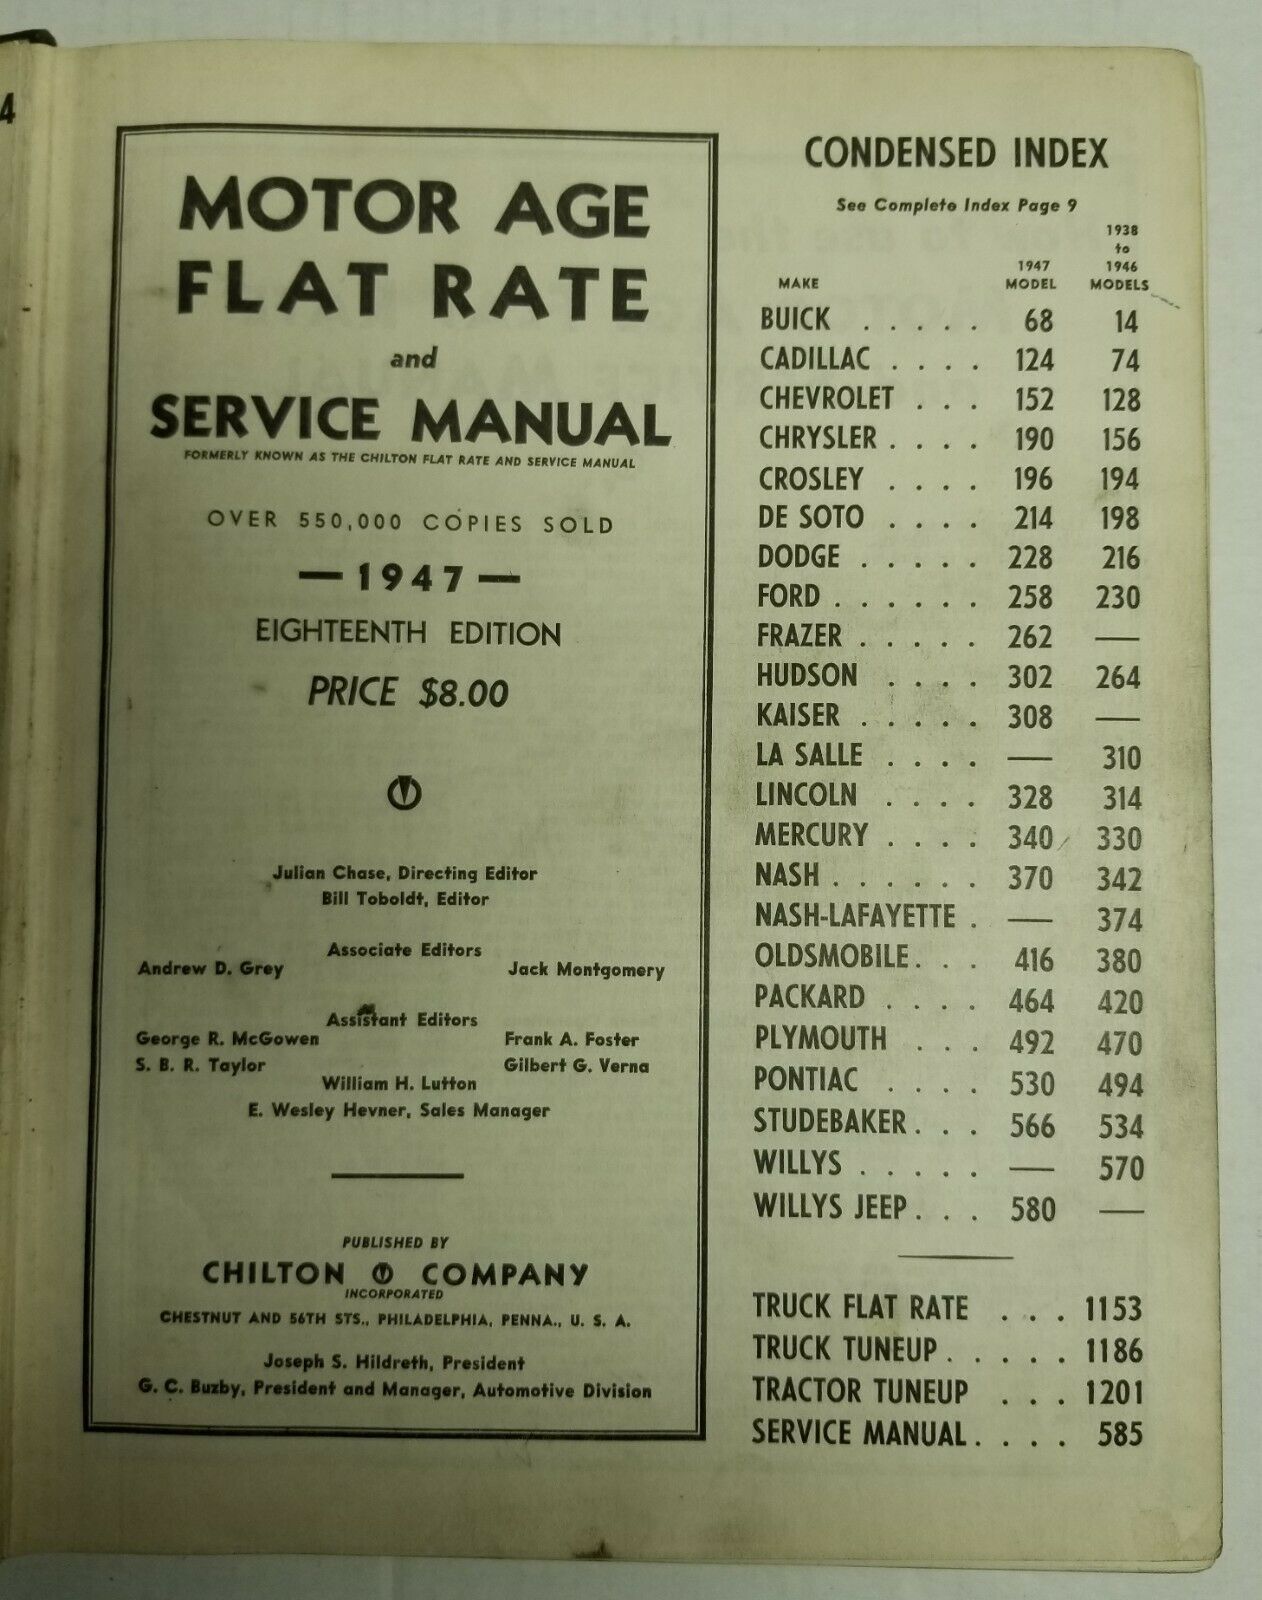 4
MOTOR AGE
FLAT RATE
and
SERVICE MANUAL
FORMERLY KNOWN AS THE CHILTON FLAT RATE AND SERVICE MANUAL
OVER 550,000 COPIES SOLD
— 1947 —
EIGHTEENTH EDITION
PRICE $8.00
Julian Chase, Directing Editor
Bill Toboldt, Editor
Associate Editors
Andrew D. Grey Jack Montgomery
Assistant Editors
George R. McGowen Frank A. Foster
S. B. R. Taylor Gilbert G. Verna
William H. Lutton
E. Wesley Hevner, Sales Manager
PUBLISHED BY
CHILTON COMPANY
INCORPORATED
CHESTNUT AND 56TH STS., PHILADELPHIA, PENNA., U. S. A.
Joseph S. Hildreth, President
G. C. Buzby, President and Manager, Automotive Division
CONDENSED INDEX
See Complete Index Page 9
1938
to
1947 1946
MAKE MODEL MODELS
BUICK . . . . . 68 14
CADILLAC . . . . 124 74
CHEVROLET . . . 152 128
CHRYSLER . . . . 190 156
CROSLEY . . . . 196 194
DE SOTO . . . . 214 198
DODGE . . . . . 228 216
FORD . . . . . . 258 230
FRAZER . . . . . 262 —
HUDSON . . . . 302 264
KAISER . . . . . 308 —
LA SALLE . . . . — 310
LINCOLN . . . . 328 314
MERCURY . . . . 340 330
NASH . . . . . . 370 342
NASH-LAFAYETTE . — 374
OLDSMOBILE . . . 416 380
PACKARD . . . . 464 420
PLYMOUTH . . . 492 470
PONTIAC . . . . 530 494
STUDEBAKER . . . 566 534
WILLYS . . . . . — 570
WILLYS JEEP . . . 580 —
TRUCK FLAT RATE . . . 1153
TRUCK TUNEUP . . . . . 1186
TRACTOR TUNEUP . . . 1201
SERVICE MANUAL . . . . 585